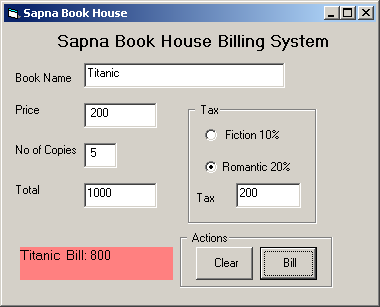 Sapna Book House
Sapna Book House Billing System
Book Name Titanic
Price 200
Tax
Fiction 10%
No of Copies 5
Romantic 20%
Total 1000
Tax 200
Actions
Titanic Bill: 800
Clear Bill